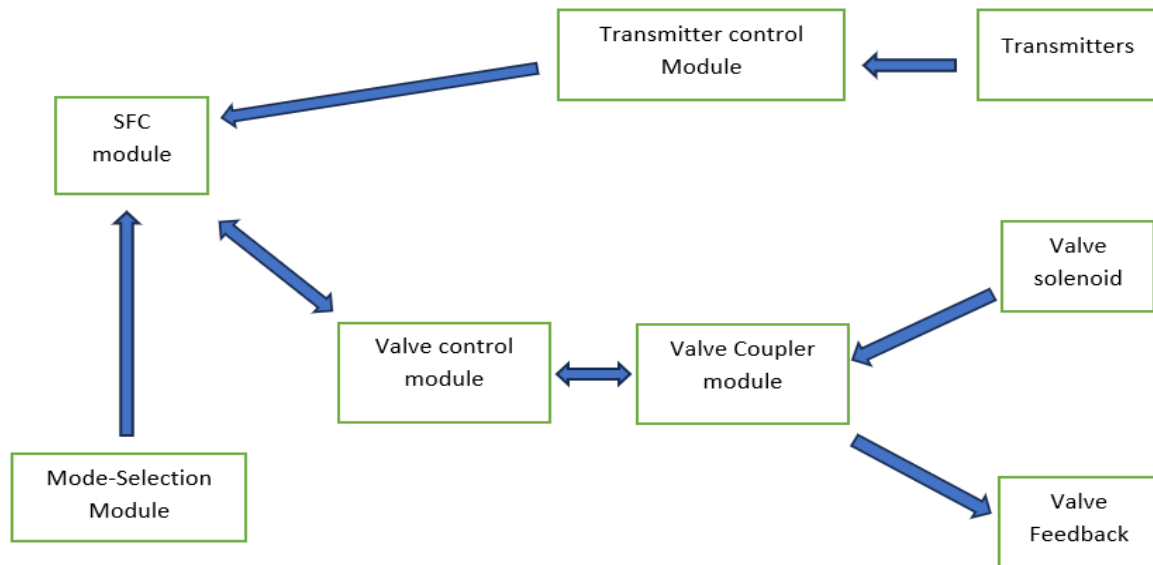 Transmitter control
Module
Transmitters
SFC
module
Valve
solenoid
Valve control
module
Valve Coupler
module
Mode-Selection
Module
Valve
Feedback